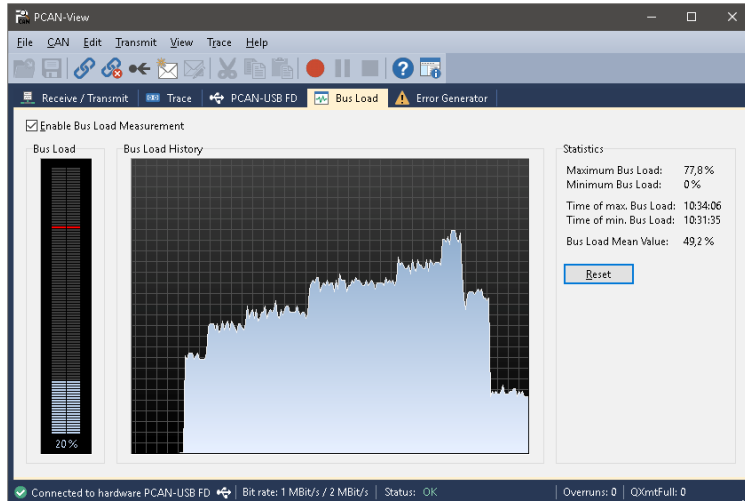 PCAN-View
File CAN Edit Transmit View Trace Help
Receive / Transmit Trace PCAN-USB FD Bus Load Error Generator
Enable Bus Load Measurement
Bus Load
20%
Bus Load History
Statistics
Maximum Bus Load: 77,8%
Minimum Bus Load: 0%
Time of max. Bus Load: 10:34:06
Time of min. Bus Load: 10:31:35
Bus Load Mean Value: 49,2%
Reset
Connected to hardware PCAN-USB FD Bit rate: 1 MBit/s / 2 MBit/s Status: OK Overruns: 0 QXmtFull: 0